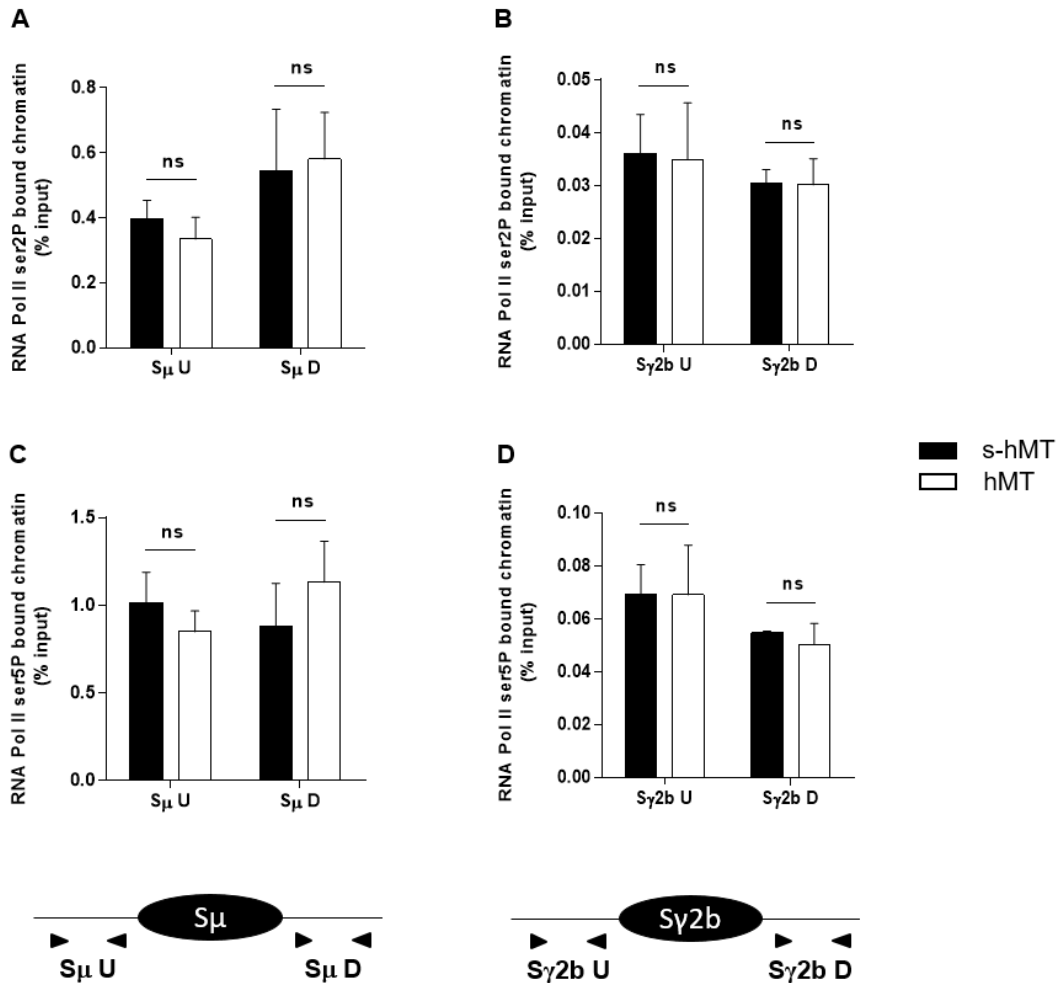 A
RNA Pol II ser2P bound chromatin
(% input)
0.8
0.6
0.4
0.2
0.0
ns
ns
Sμ U
Sμ D
B
RNA Pol II ser2P bound chromatin
(% input)
0.05
0.04
0.03
0.02
0.01
0.00
ns
ns
Sγ2b U
Sγ2b D
C
RNA Pol II ser5P bound chromatin
(% input)
1.5
1.0
0.5
0.0
ns
ns
Sμ U
Sμ D
D
RNA Pol II ser5P bound chromatin
(% input)
0.10
0.08
0.06
0.04
0.02
0.00
ns
ns
Sγ2b U
Sγ2b D
s-hMT
hMT
Sμ
Sμ U
Sμ D
Sγ2b
Sγ2b U
Sγ2b D